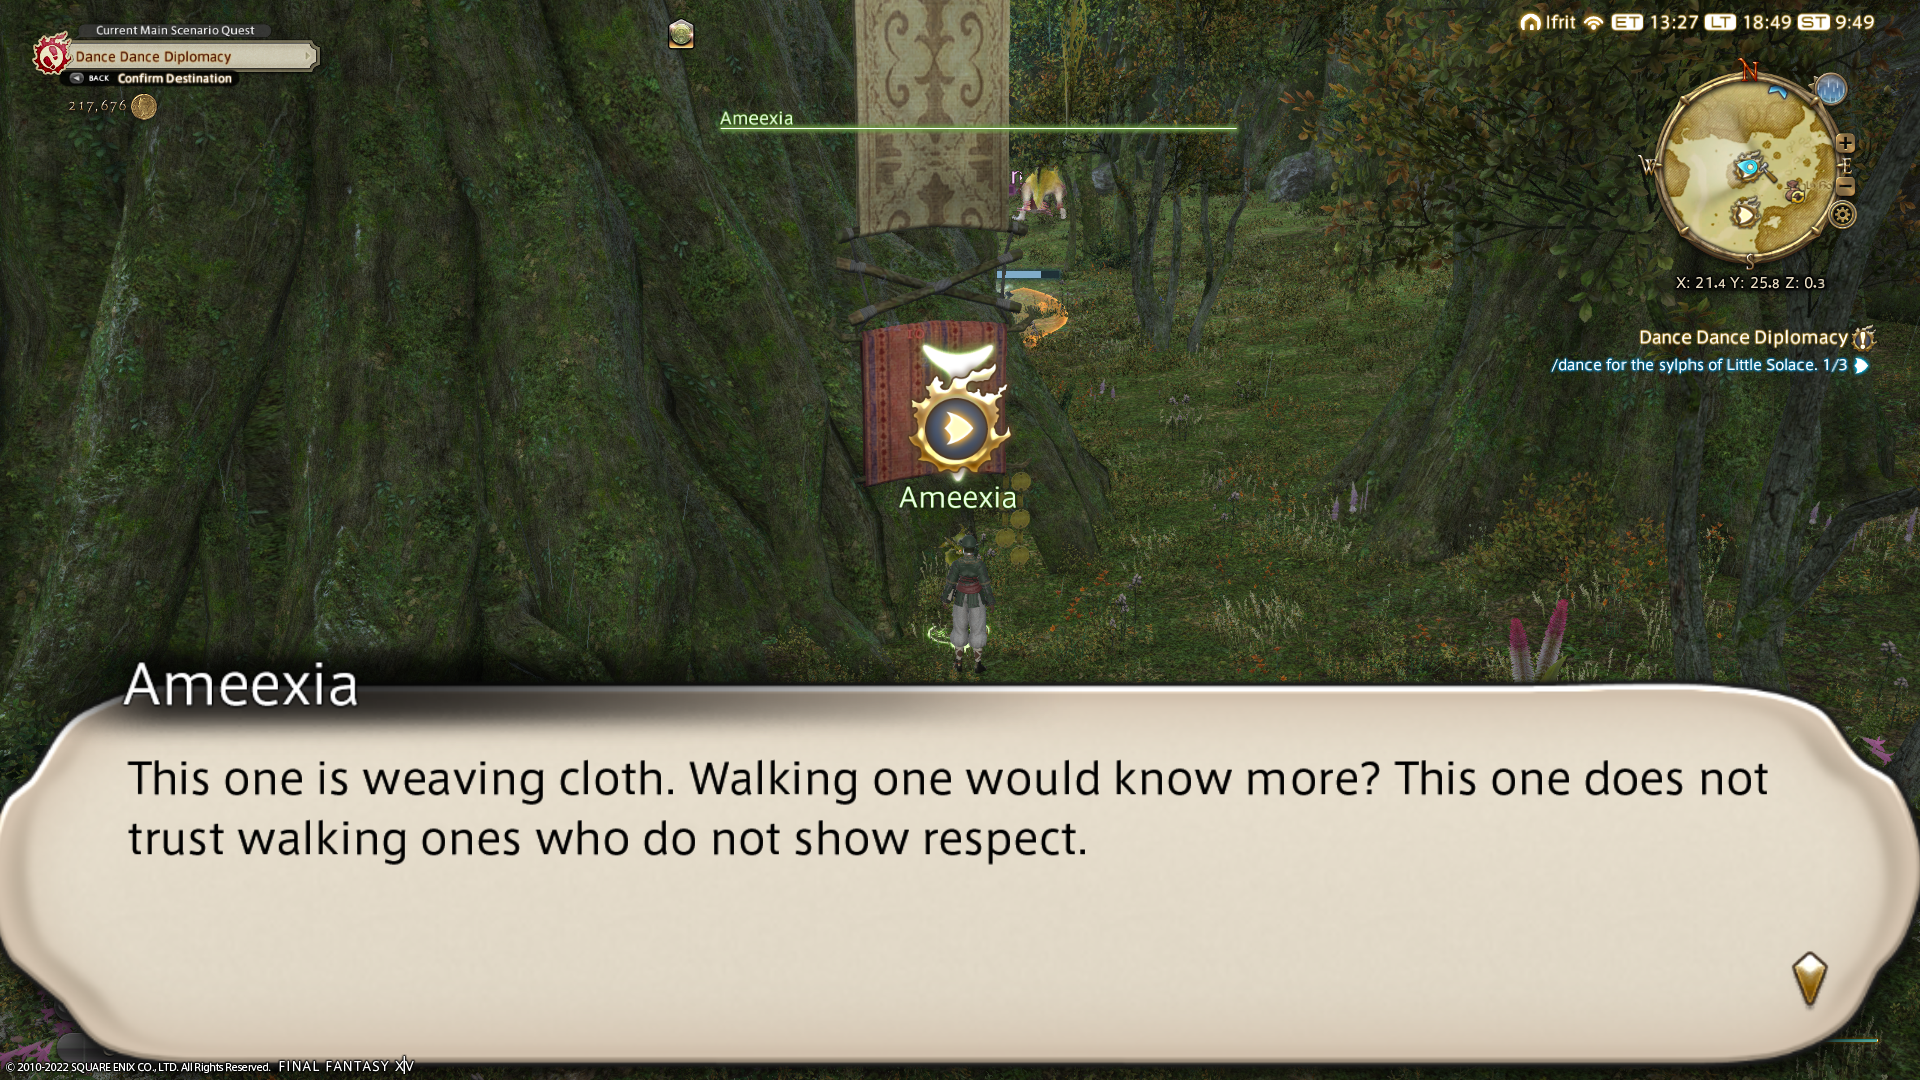 Current Main Scenario Quest
Dance Dance Diplomacy
BACK Confirm Destination
217,676
Ifrit ET 13:27 LT 18:49 ST 9:49
Ameexia
N
W
E
S
X: 21.4 Y: 25.8 Z: 0.3
Dance Dance Diplomacy
/dance for the sylphs of Little Solace. 1/3
Ameexia
Ameexia
This one is weaving cloth. Walking one would know more? This one does not
trust walking ones who do not show respect.
© 2010-2022 SQUARE ENIX CO., LTD. All Rights Reserved. FINAL FANTASY XIV